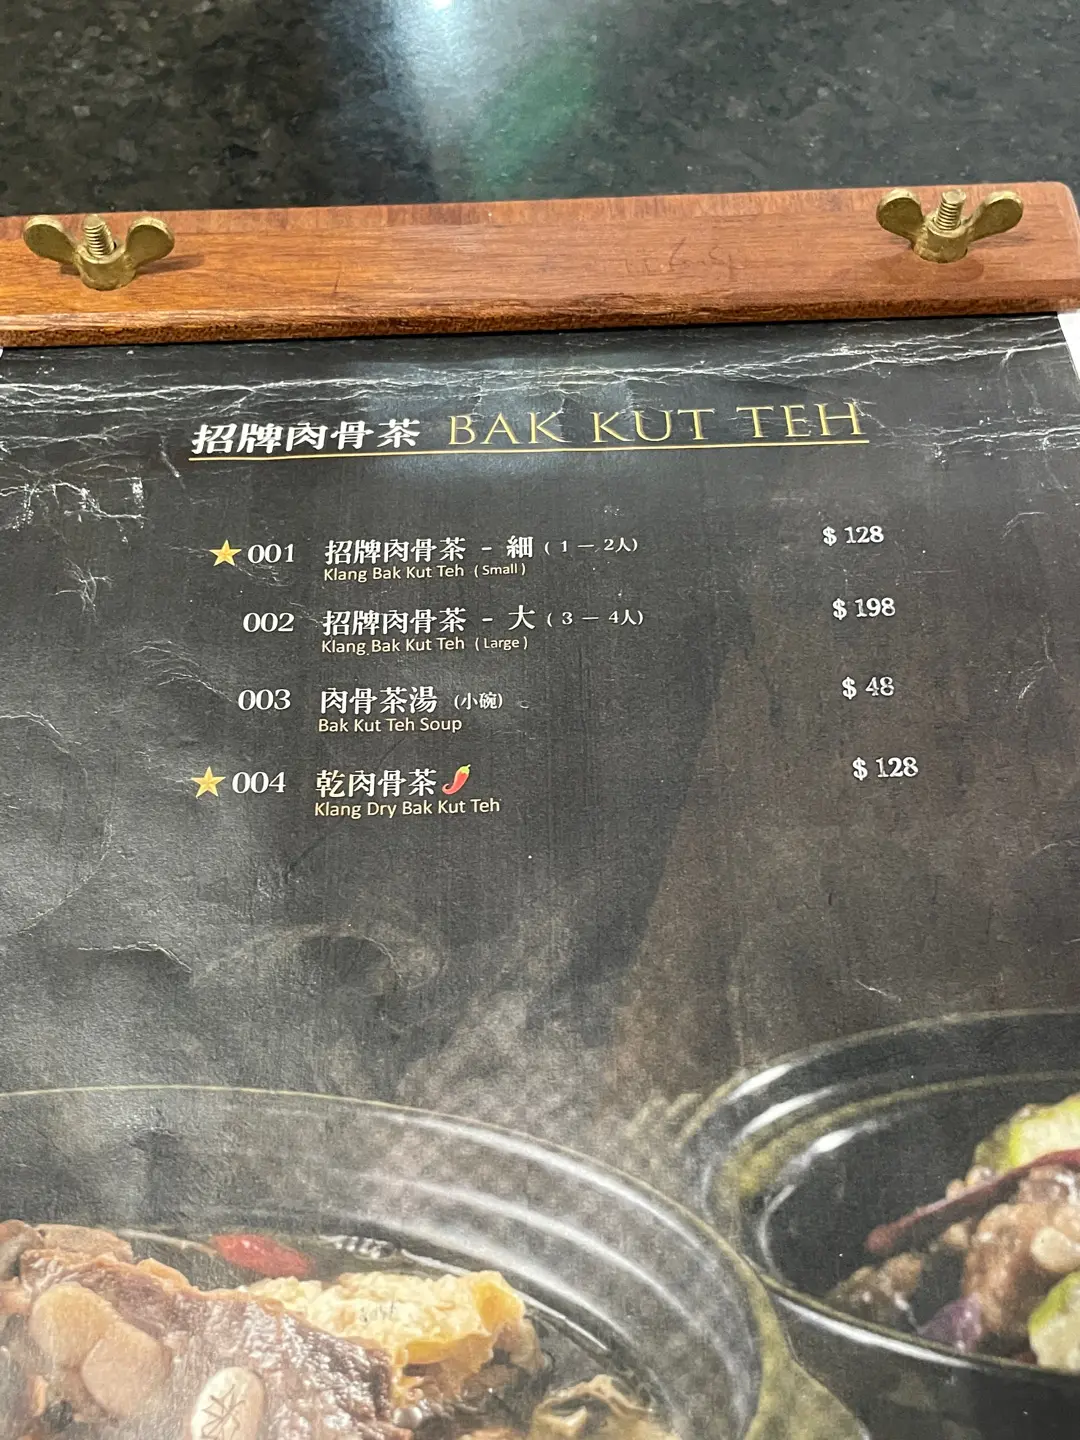 招牌肉骨茶 BAK KUT TEH
★001 招牌肉骨茶 - 細 ( 1 — 2人) $ 128
Klang Bak Kut Teh ( Small )
002 招牌肉骨茶 - 大 ( 3 — 4人) $ 198
Klang Bak Kut Teh ( Large )
003 肉骨茶湯 (小碗) $ 48
Bak Kut Teh Soup
★004 乾肉骨茶🌶 $ 128
Klang Dry Bak Kut Teh